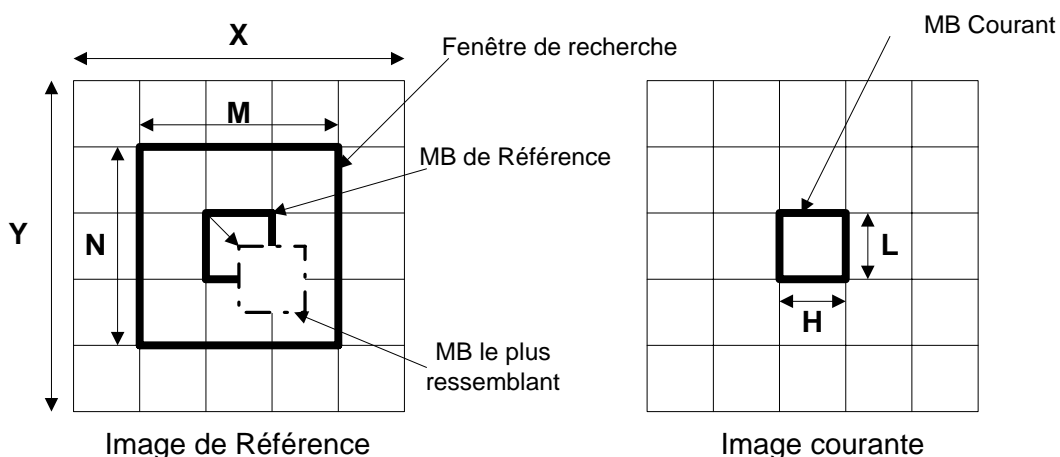 X
Fenêtre de recherche
MB Courant
M
MB de Référence
Y
N
L
H
MB le plus
ressemblant
Image de Référence
Image courante